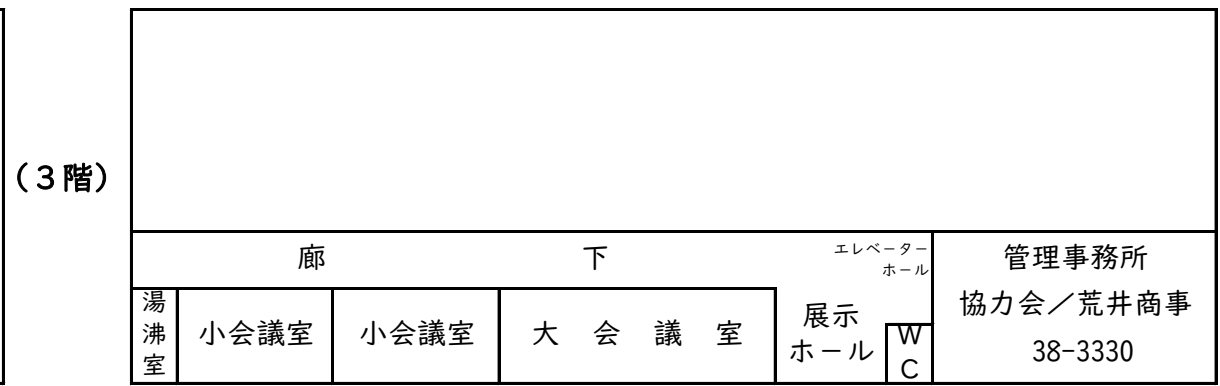 （３階）
廊　下
エレベーター
ホール
管理事務所
協力会／荒井商事
38-3330
湯沸室
小会議室
小会議室
大会議室
展示
ホール
WC